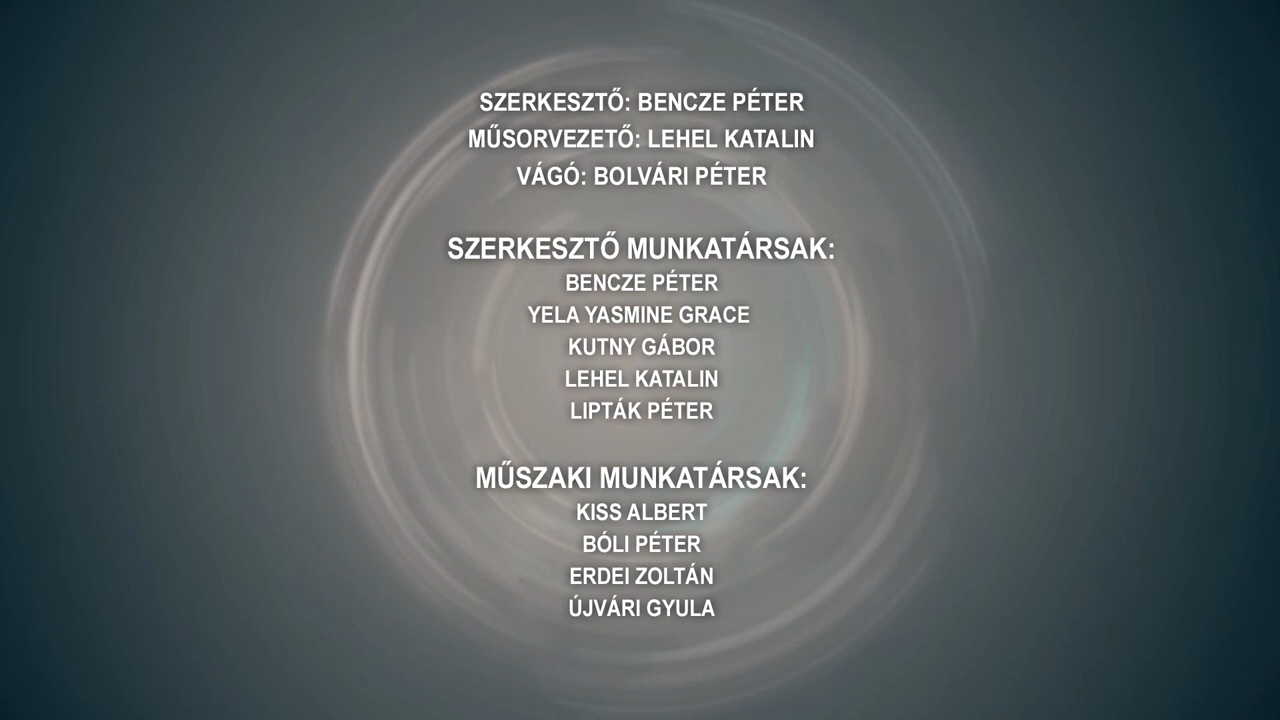 SZERKESZTŐ: BENCZE PÉTER
MŰSORVEZETŐ: LEHEL KATALIN
VÁGÓ: BOLVÁRI PÉTER
SZERKESZTŐ MUNKATÁRSAK:
BENCZE PÉTER
YELA YASMINE GRACE
KUTNY GÁBOR
LEHEL KATALIN
LIPTÁK PÉTER
MŰSZAKI MUNKATÁRSAK:
KISS ALBERT
BÓLI PÉTER
ERDEI ZOLTÁN
ÚJVÁRI GYULA